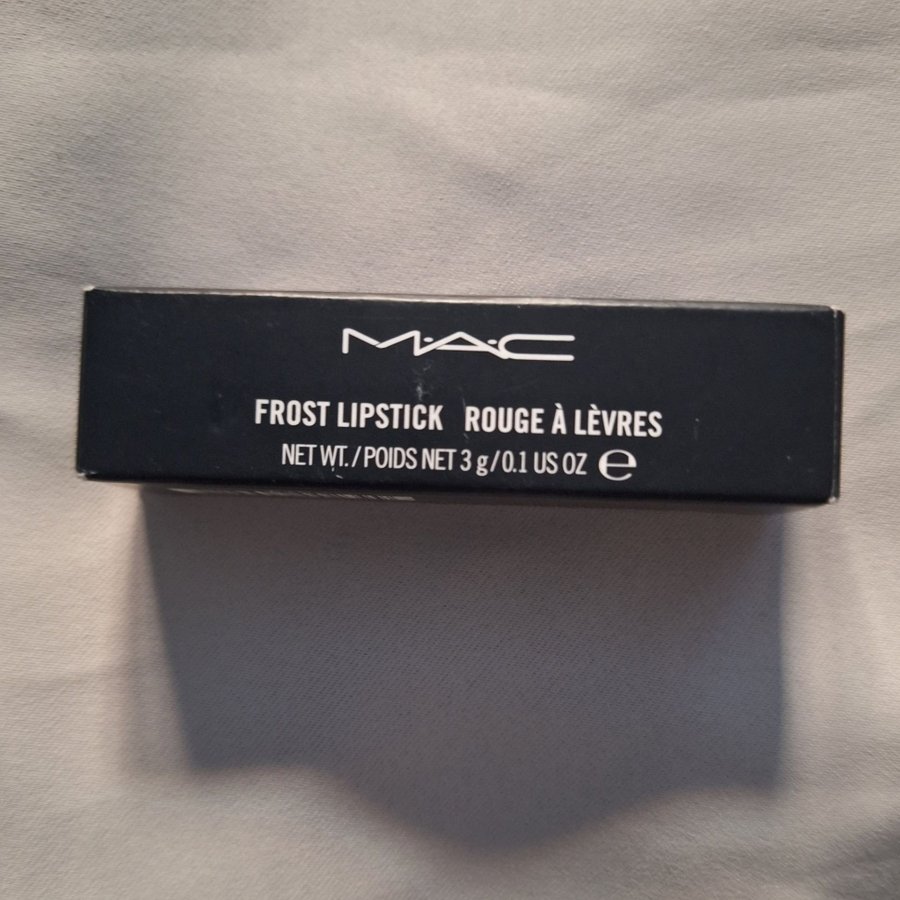 M·A·C
FROST LIPSTICK ROUGE À LÈVRES
NET WT./POIDS NET 3 g/0.1 US OZ ℮